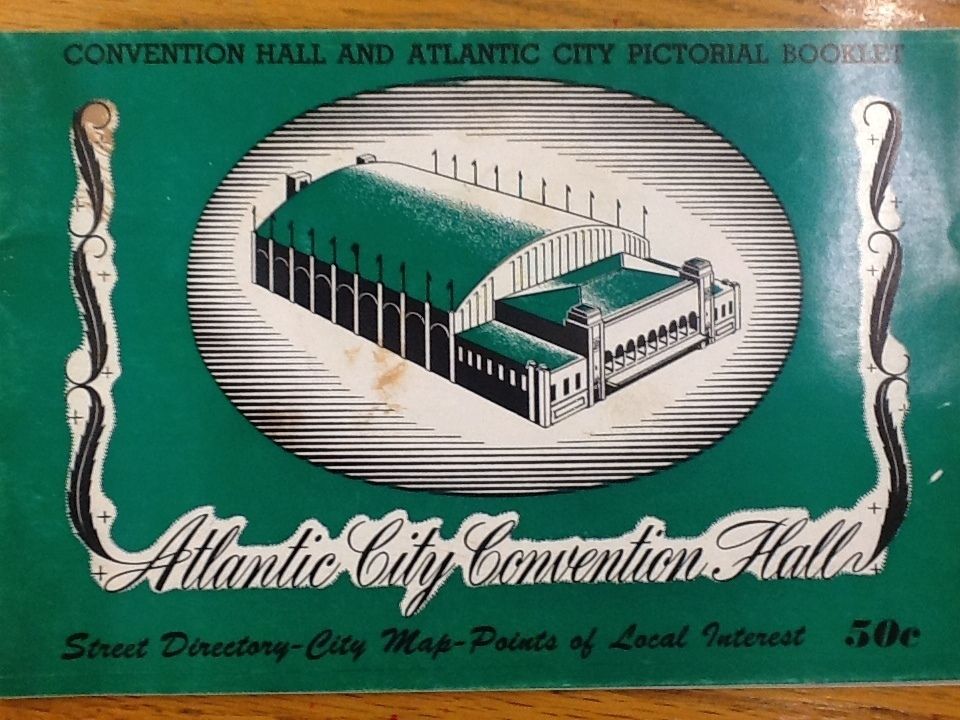 CONVENTION HALL AND ATLANTIC CITY PICTORIAL BOOKLET
Atlantic City Convention Hall
Street Directory-City Map-Points of Local Interest 50c